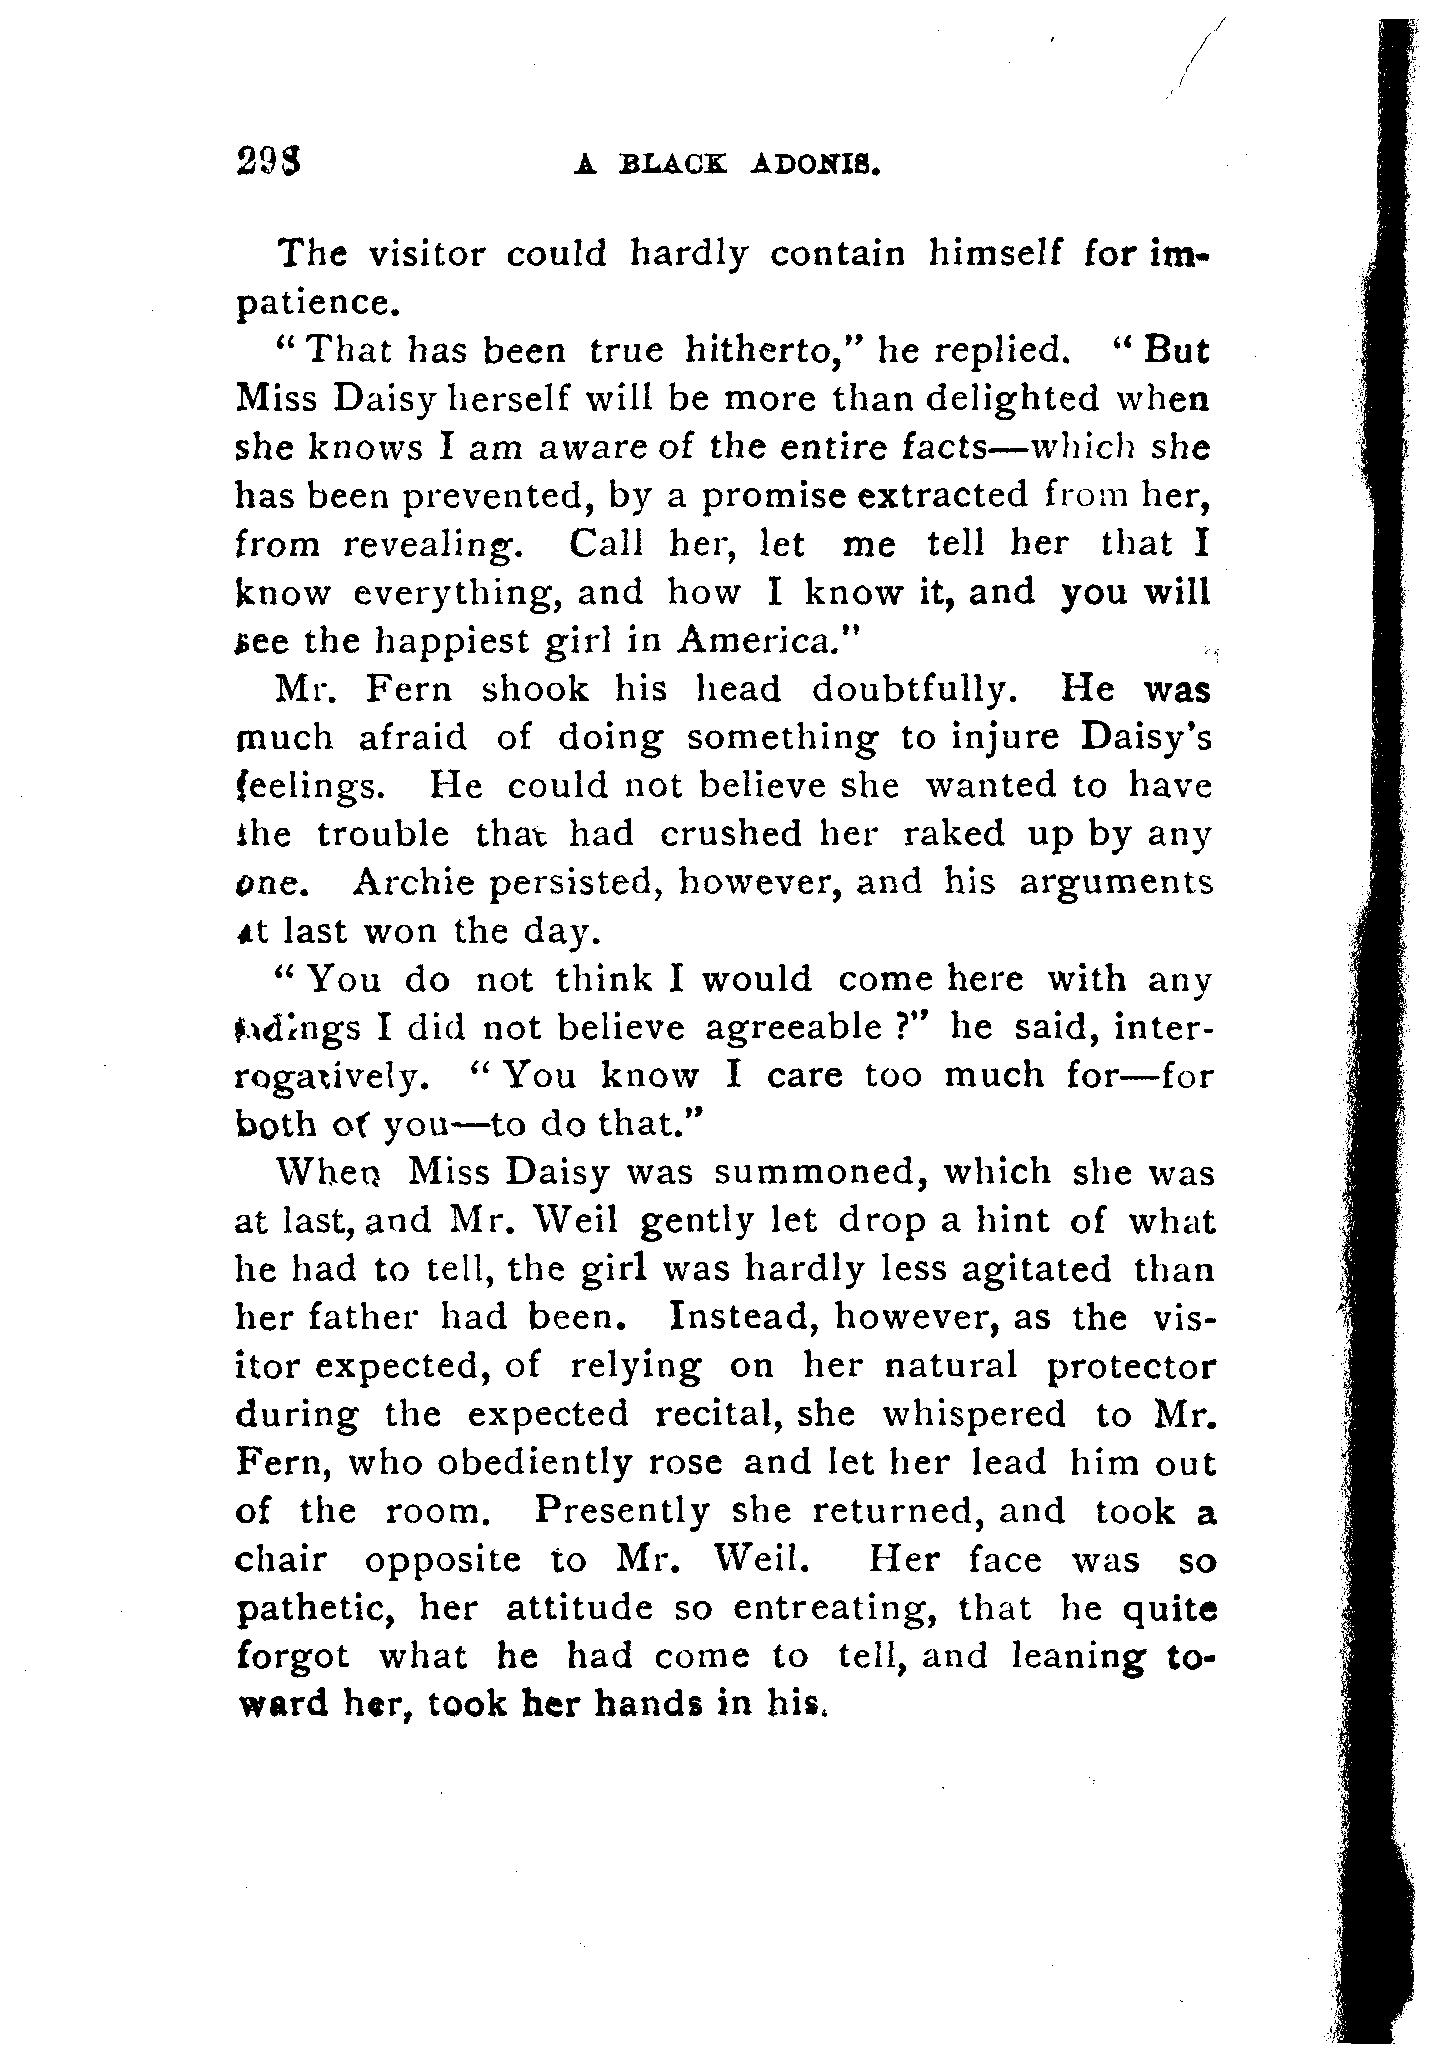 298 A BLACK ADONIS.
The visitor could hardly contain himself for im-
patience.
“That has been true hitherto,” he replied. “But
Miss Daisy herself will be more than delighted when
she knows I am aware of the entire facts—which she
has been prevented, by a promise extracted from her,
from revealing. Call her, let me tell her that I
know everything, and how I know it, and you will
see the happiest girl in America.”
Mr. Fern shook his head doubtfully. He was
much afraid of doing something to injure Daisy's
feelings. He could not believe she wanted to have
the trouble that had crushed her raked up by any
one. Archie persisted, however, and his arguments
at last won the day.
“You do not think I would come here with any
tidings I did not believe agreeable?” he said, inter-
rogatively. “You know I care too much for—for
both of you—to do that.”
When Miss Daisy was summoned, which she was
at last, and Mr. Weil gently let drop a hint of what
he had to tell, the girl was hardly less agitated than
her father had been. Instead, however, as the vis-
itor expected, of relying on her natural protector
during the expected recital, she whispered to Mr.
Fern, who obediently rose and let her lead him out
of the room. Presently she returned, and took a
chair opposite to Mr. Weil. Her face was so
pathetic, her attitude so entreating, that he quite
forgot what he had come to tell, and leaning to-
ward her, took her hands in his.